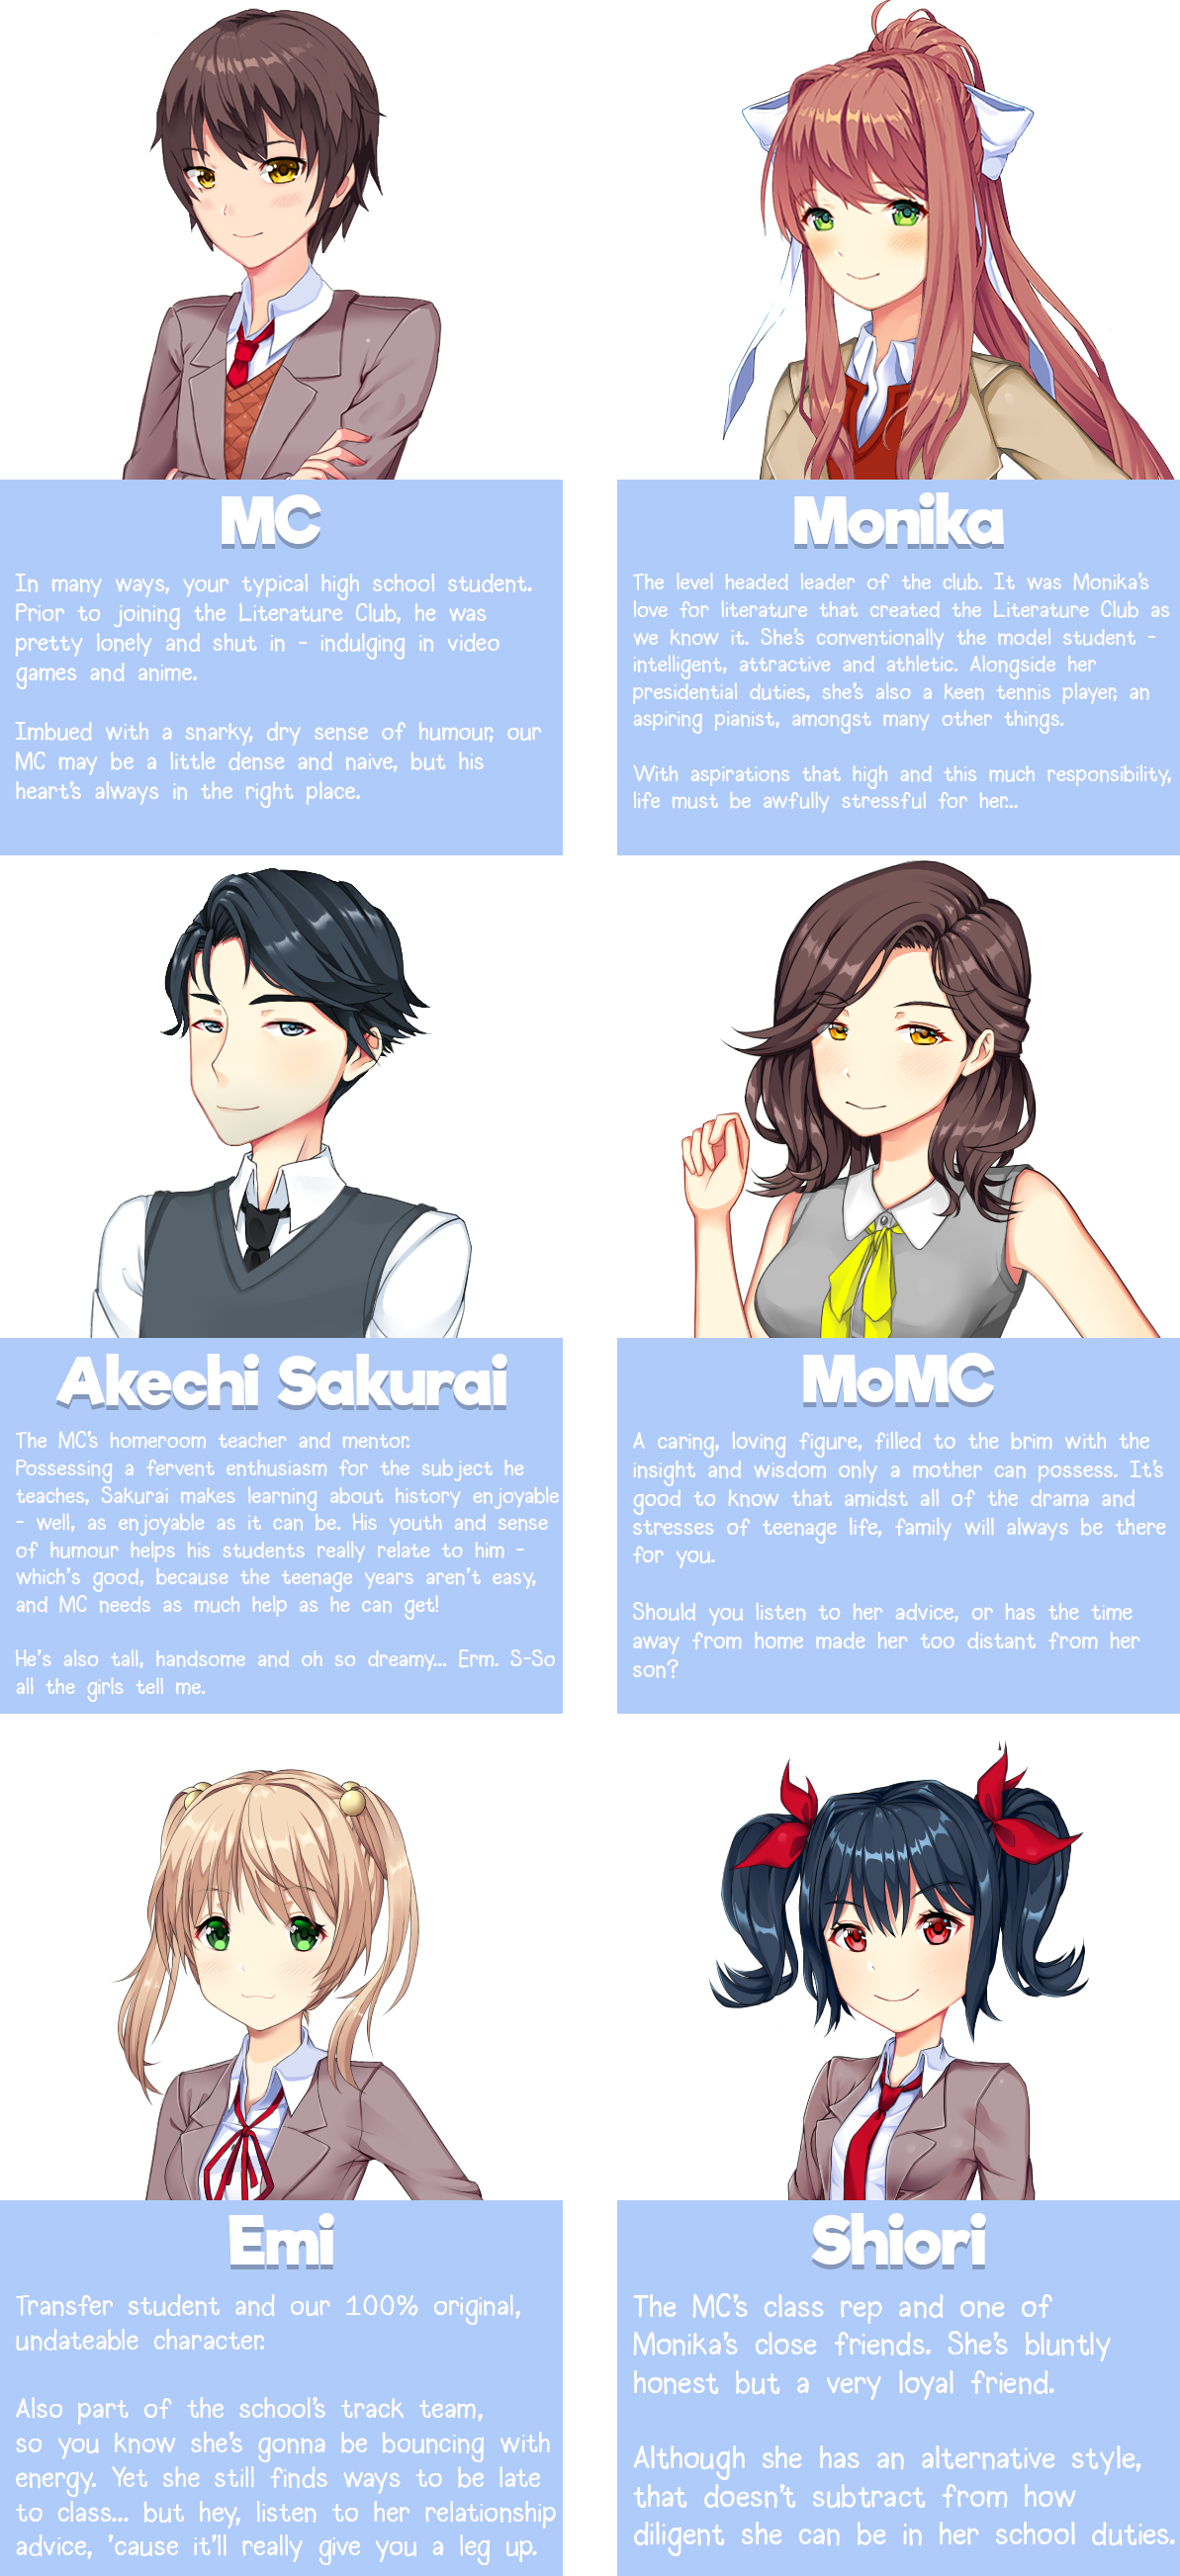 MC
In many ways, your typical high school student.
Prior to joining the Literature Club, he was
pretty lonely and shut in - indulging in video
games and anime.
Imbued with a snarky, dry sense of humour, our
MC may be a little dense and naive, but his
heart's always in the right place.
Monika
The level headed leader of the club. It was Monika's
love for literature that created the Literature Club as
we know it. She's conventionally the model student -
intelligent, attractive and athletic. Alongside her
presidential duties, she's also a keen tennis player, an
aspiring pianist, amongst many other things.
With aspirations that high and this much responsibility,
life must be awfully stressful for her...
Akechi Sakurai
The MC's homeroom teacher and mentor.
Possessing a fervent enthusiasm for the subject he
teaches, Sakurai makes learning about history enjoyable
- well, as enjoyable as it can be. His youth and sense
of humour helps his students really relate to him -
which's good, because the teenage years aren't easy,
and MC needs as much help as he can get!
He's also tall, handsome and oh so dreamy... Erm. S-So
all the girls tell me.
MoMC
A caring, loving figure, filled to the brim with the
insight and wisdom only a mother can possess. It's
good to know that amidst all of the drama and
stresses of teenage life, family will always be there
for you.
Should you listen to her advice, or has the time
away from home made her too distant from her
son?
Emi
Transfer student and our 100% original,
undateable character.
Also part of the school's track team,
so you know she's gonna be bouncing with
energy. Yet she still finds ways to be late
to class... but hey, listen to her relationship
advice, 'cause it'll really give you a leg up.
Shiori
The MC's class rep and one of
Monika's close friends. She's bluntly
honest but a very loyal friend.
Although she has an alternative style,
that doesn't subtract from how
diligent she can be in her school duties.